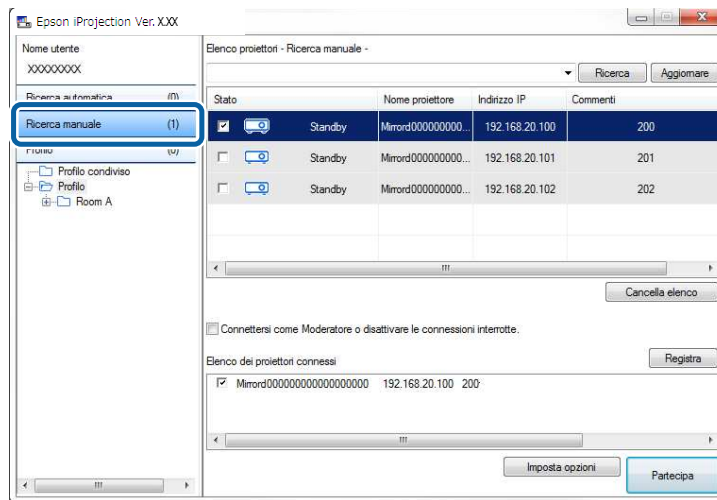 Epson iProjection Ver. X.XX
Nome utente
XXXXXXXX
Ricerca automatica (0)
Ricerca manuale (1)
Profilo (0)
Profilo condiviso
Profilo
Room A
Elenco proiettori - Ricerca manuale -
Ricerca Aggiornare
Stato Nome proiettore Indirizzo IP Commenti
Standby Mirrord000000000... 192.168.20.100 200
Standby Mirrord000000000... 192.168.20.101 201
Standby Mirrord000000000... 192.168.20.102 202
Cancella elenco
Connettersi come Moderatore o disattivare le connessioni interrotte.
Elenco dei proiettori connessi Registra
Mirrord000000000000000000 192.168.20.100 200
Imposta opzioni Partecipa